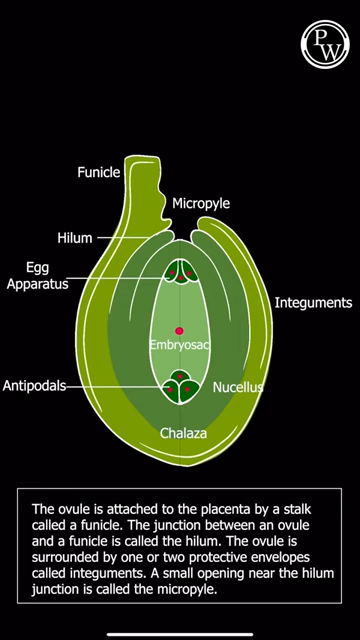 P
W
Funicle
Micropyle
Hilum
Egg
Apparatus
Integuments
Embryosac
Antipodals
Nucellus
Chalaza
The ovule is attached to the placenta by a stalk
called a funicle. The junction between an ovule
and a funicle is called the hilum. The ovule is
surrounded by one or two protective envelopes
called integuments. A small opening near the hilum
junction is called the micropyle.